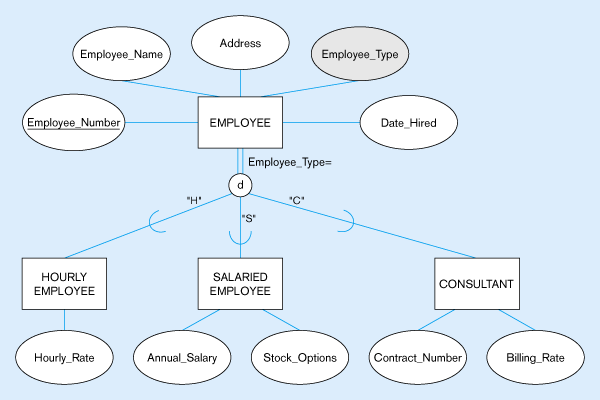 Employee_Name
Address
Employee_Type
Employee_Number
EMPLOYEE
Date_Hired
Employee_Type=
d
"H"
"S"
"C"
HOURLY
EMPLOYEE
SALARIED
EMPLOYEE
CONSULTANT
Hourly_Rate
Annual_Salary
Stock_Options
Contract_Number
Billing_Rate